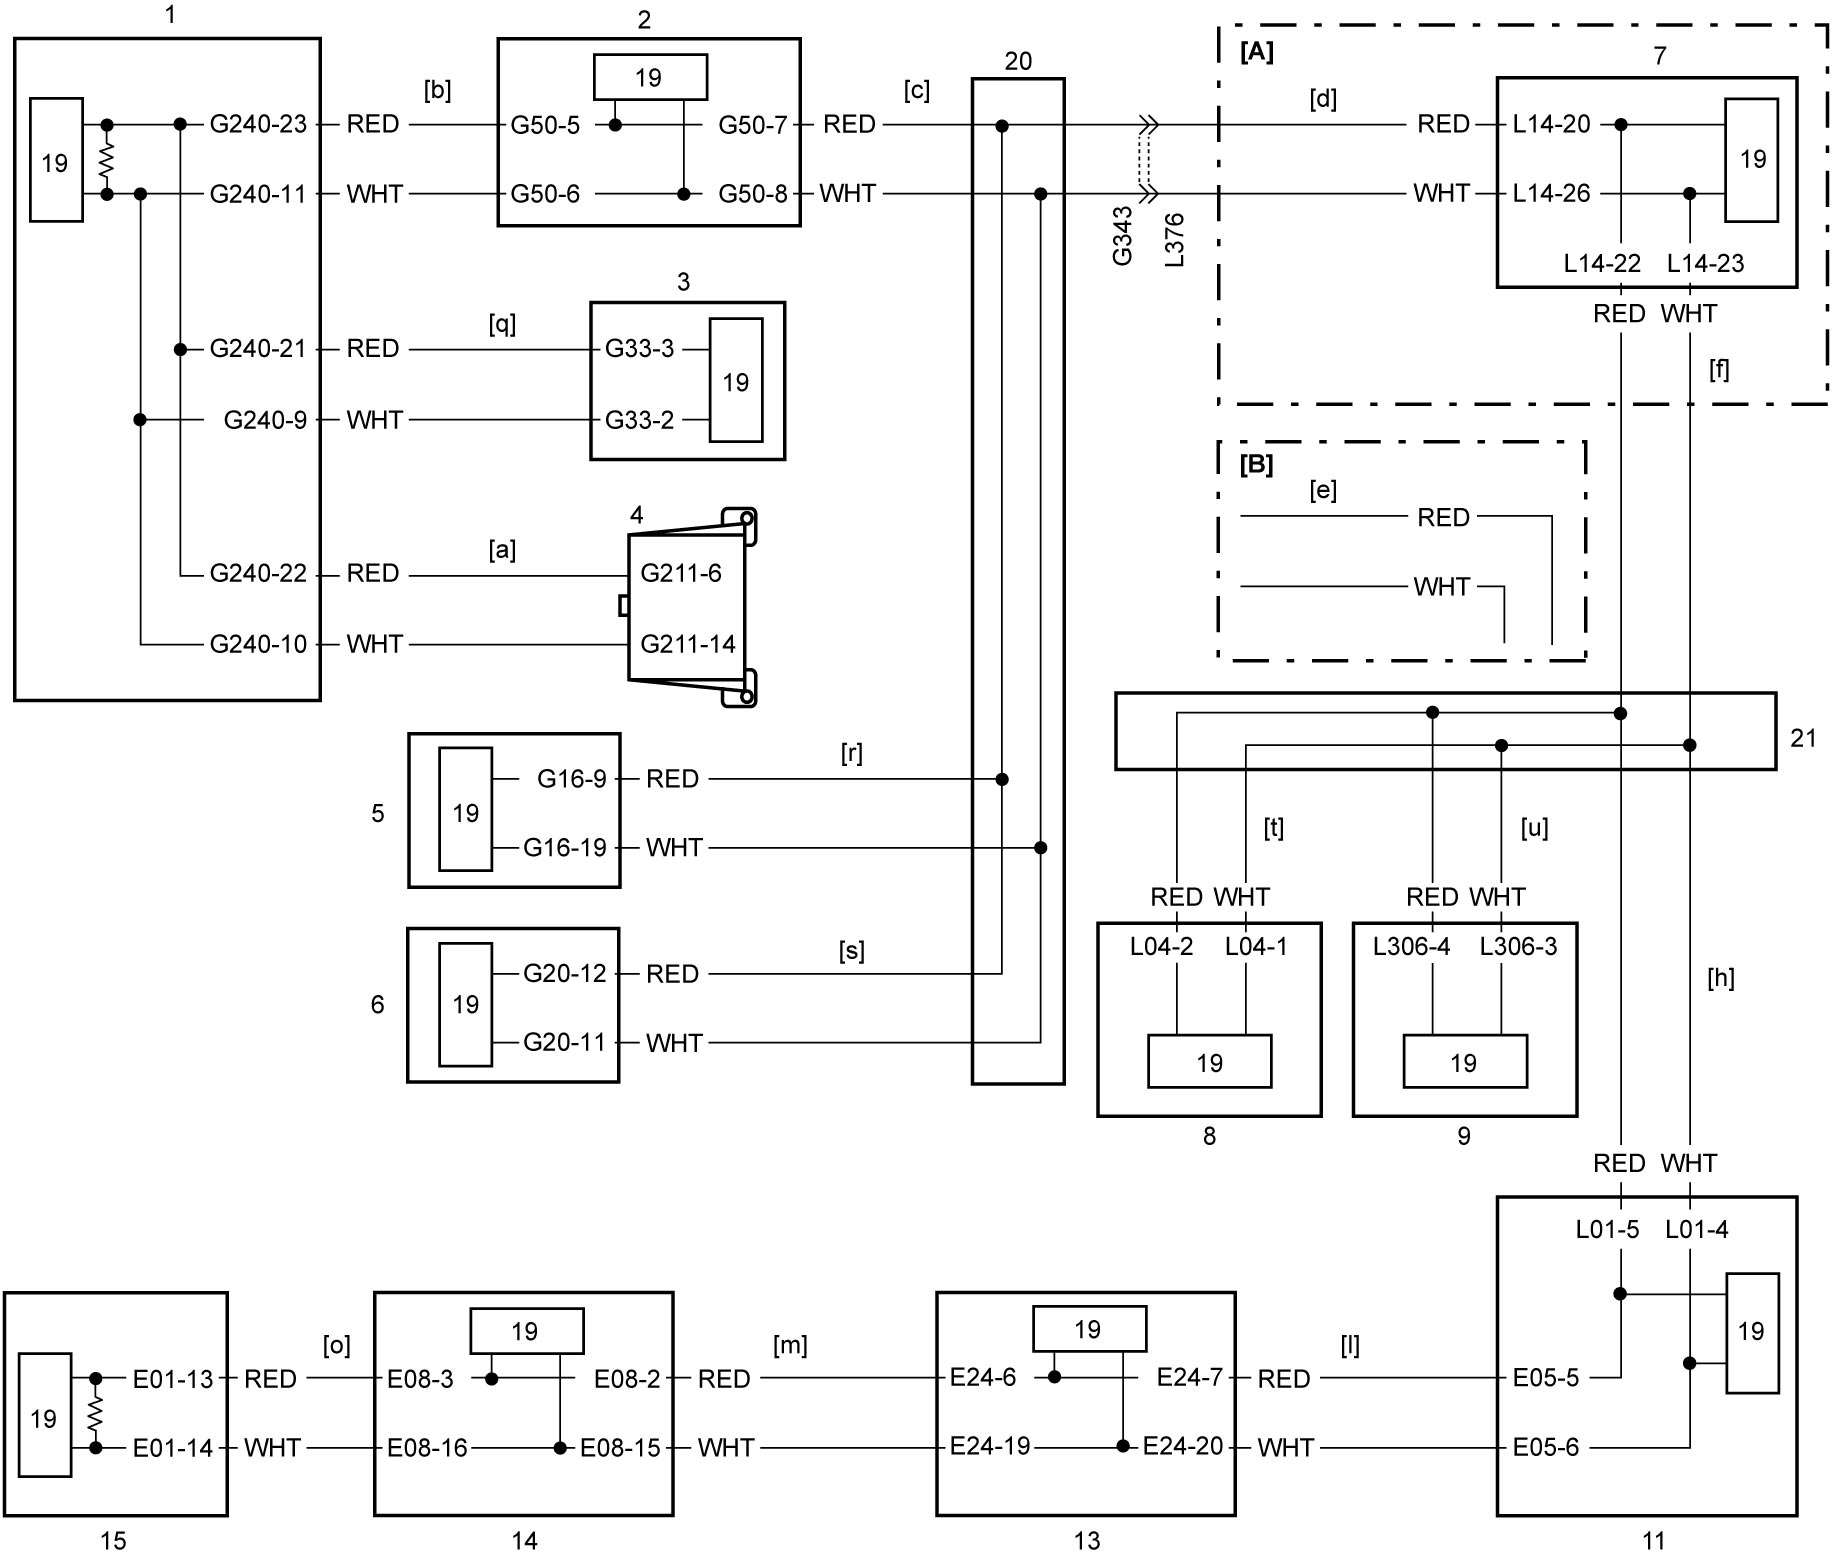 1
2
20
[A]
7
19
[b]
[c]
[d]
G240-23 RED G50-5 G50-7 RED RED L14-20
19
19
G240-11 WHT G50-6 G50-8 WHT WHT L14-26
G343
L376
L14-22 L14-23
RED WHT
3
[q]
G240-21 RED G33-3
19
[f]
G240-9 WHT G33-2
[B]
[e]
RED
4
[a]
G240-22 RED G211-6
WHT
G240-10 WHT G211-14
21
[r]
G16-9 RED
5
19
G16-19 WHT
[t]
[u]
RED WHT
RED WHT
L04-2 L04-1
L306-4 L306-3
[s]
G20-12 RED
6
19
G20-11 WHT
[h]
19
19
8
9
RED WHT
L01-5 L01-4
19
19
19
[o]
[m]
[l]
E01-13 RED E08-3 E08-2 RED E24-6 E24-7 RED E05-5
19
E01-14 WHT E08-16 E08-15 WHT E24-19 E24-20 WHT E05-6
15
14
13
11